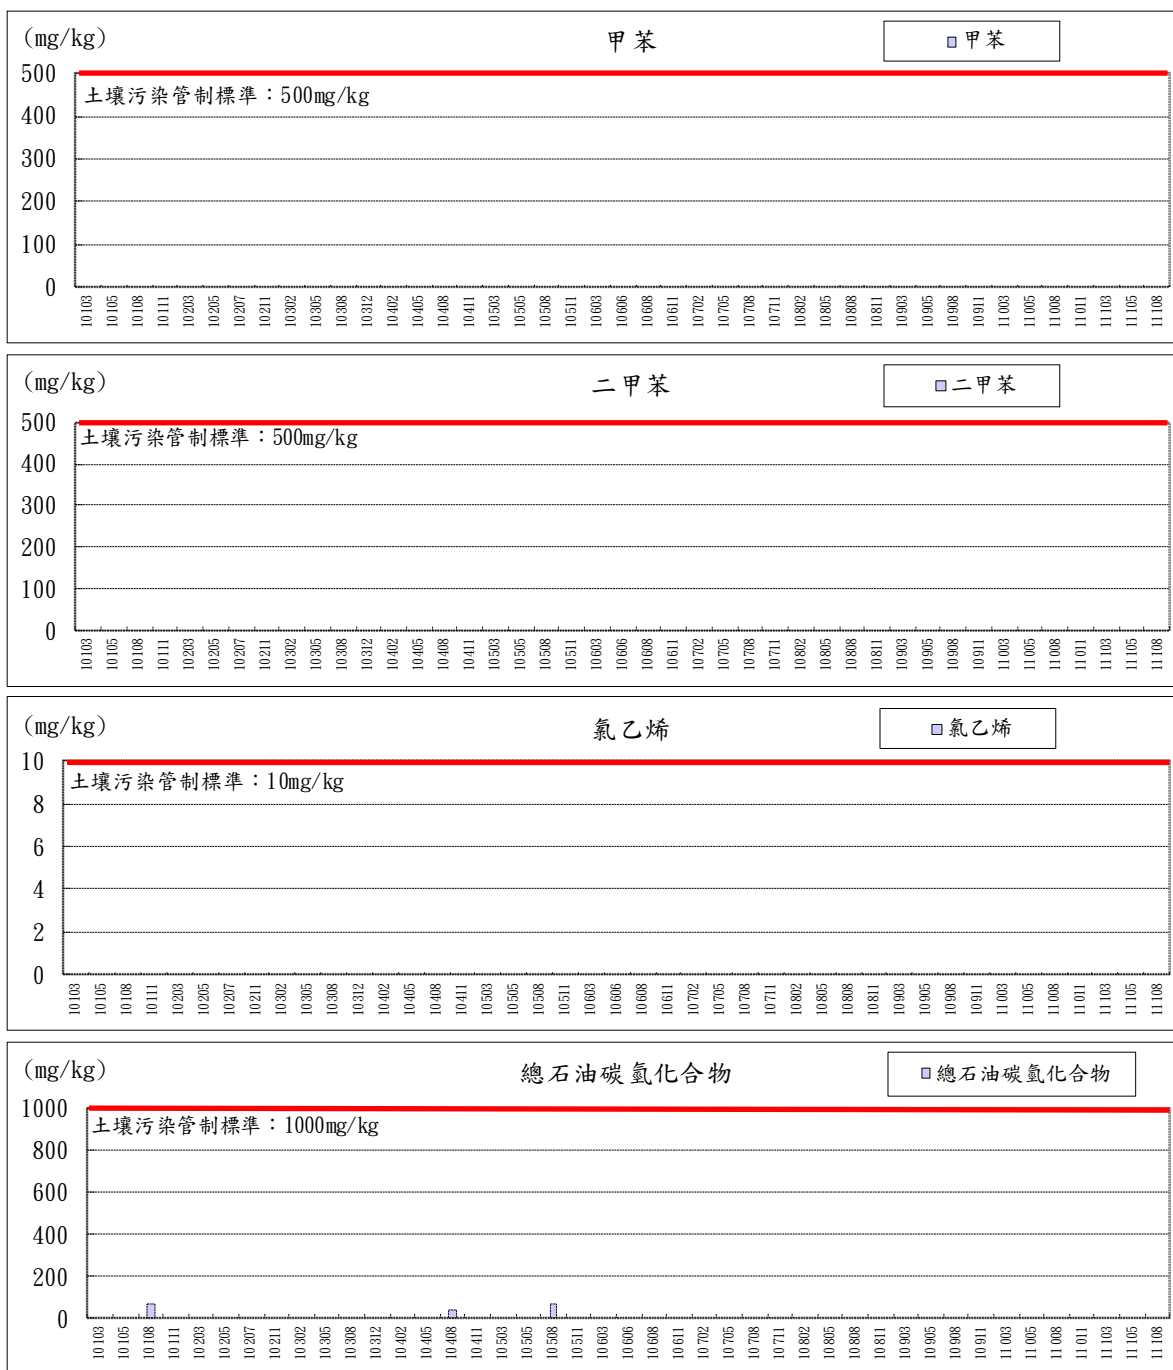 (mg/kg)
甲苯
甲苯
500
土壤污染管制標準：500mg/kg
400
300
200
100
0
10103 10105 10108 10111 10203 10205 10207 10211 10302 10305 10308 10312 10402 10405 10408 10411 10503 10505 10508 10511 10603 10606 10608 10611 10702 10705 10708 10711 10802 10805 10808 10811 10903 10905 10908 10911 11003 11005 11008 11011 11103 11105 11108
(mg/kg)
二甲苯
二甲苯
500
土壤污染管制標準：500mg/kg
400
300
200
100
0
10103 10105 10108 10111 10203 10205 10207 10211 10302 10305 10308 10312 10402 10405 10408 10411 10503 10505 10508 10511 10603 10606 10608 10611 10702 10705 10708 10711 10802 10805 10808 10811 10903 10905 10908 10911 11003 11005 11008 11011 11103 11105 11108
(mg/kg)
氯乙烯
氯乙烯
10
土壤污染管制標準：10mg/kg
8
6
4
2
0
10103 10105 10108 10111 10203 10205 10207 10211 10302 10305 10308 10312 10402 10405 10408 10411 10503 10505 10508 10511 10603 10606 10608 10611 10702 10705 10708 10711 10802 10805 10808 10811 10903 10905 10908 10911 11003 11005 11008 11011 11103 11105 11108
(mg/kg)
總石油碳氫化合物
總石油碳氫化合物
1000
土壤污染管制標準：1000mg/kg
800
600
400
200
0
10103 10105 10108 10111 10203 10205 10207 10211 10302 10305 10308 10312 10402 10405 10408 10411 10503 10505 10508 10511 10603 10606 10608 10611 10702 10705 10708 10711 10802 10805 10808 10811 10903 10905 10908 10911 11003 11005 11008 11011 11103 11105 11108